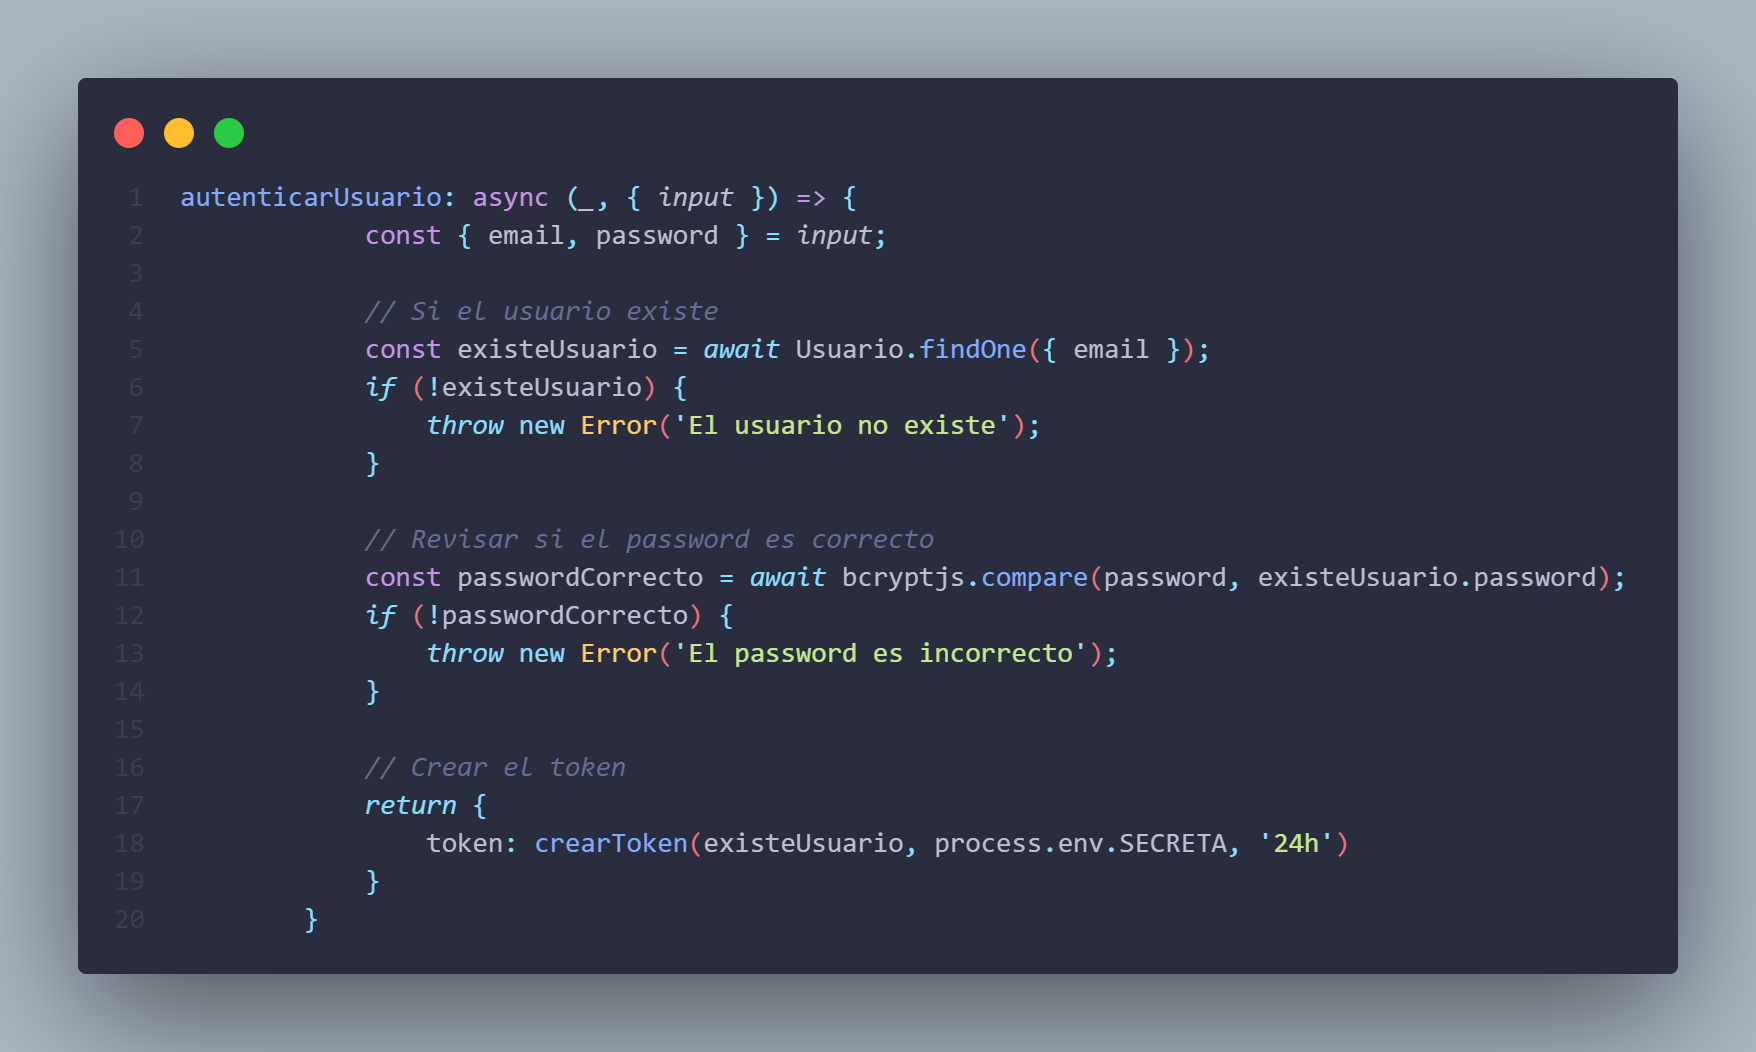 1 autenticarUsuario: async (_, { input }) => {
2 const { email, password } = input;
3
4 // Si el usuario existe
5 const existeUsuario = await Usuario.findOne({ email });
6 if (!existeUsuario) {
7 throw new Error('El usuario no existe');
8 }
9
10 // Revisar si el password es correcto
11 const passwordCorrecto = await bcryptjs.compare(password, existeUsuario.password);
12 if (!passwordCorrecto) {
13 throw new Error('El password es incorrecto');
14 }
15
16 // Crear el token
17 return {
18 token: crearToken(existeUsuario, process.env.SECRETA, '24h')
19 }
20 }